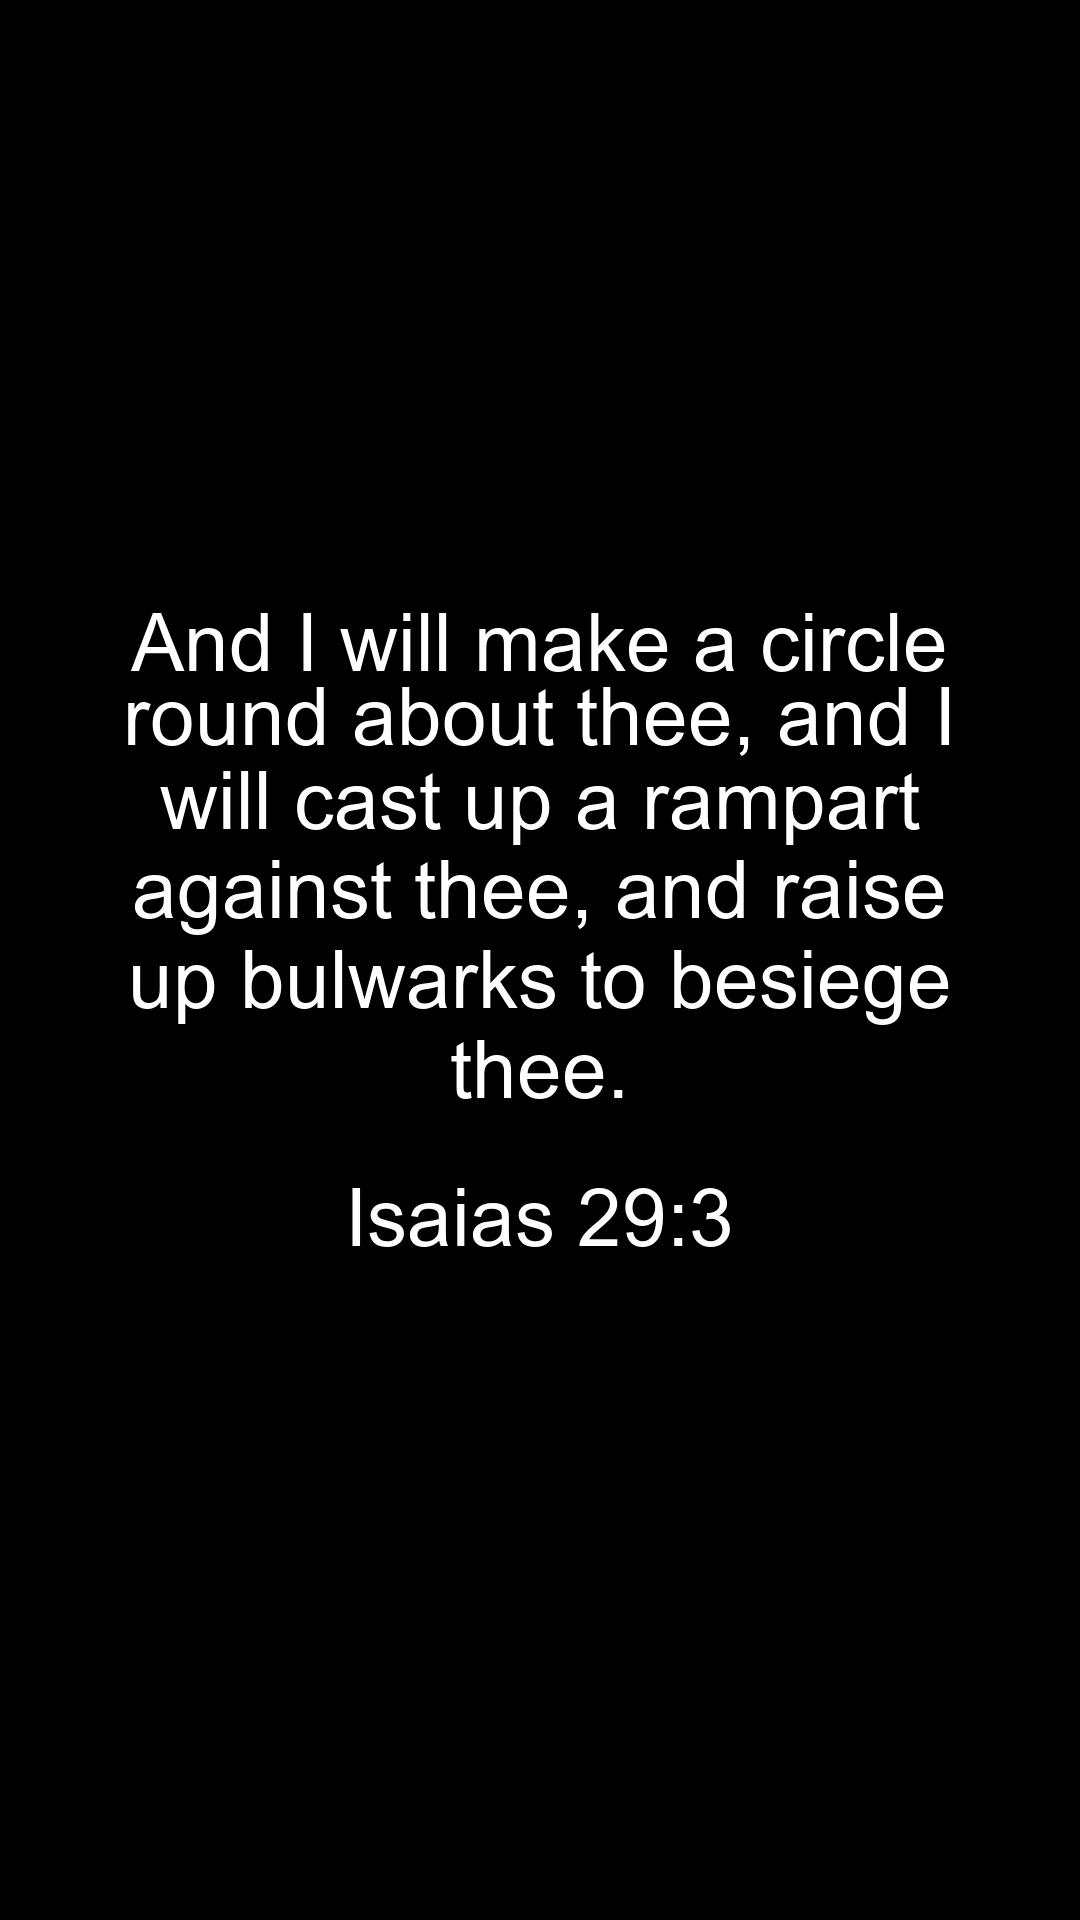 And I will make a circle
round about thee, and I
will cast up a rampart
against thee, and raise
up bulwarks to besiege
thee.
Isaias 29:3